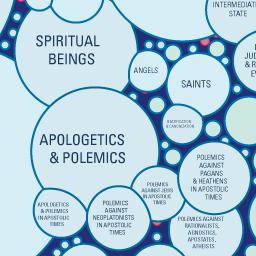 INTERMEDIATE
STATE
SPIRITUAL
BEINGS
ANGELS
SAINTS
BEATIFICATION
& CANONIZATION
APOLOGETICS
& POLEMICS
POLEMICS
AGAINST
PAGANS
& HEATHENS
IN APOSTOLIC
TIMES
POLEMICS
AGAINST JEWS
IN APOSTOLIC
TIMES
APOLOGETICS
& POLEMICS
IN APOSTOLIC
TIMES
POLEMICS
AGAINST
NEOPLATONISTS
IN APOSTOLIC
TIMES
POLEMICS AGAINST
RATIONALISTS,
AGNOSTICS,
APOSTATES,
ATHEISTS